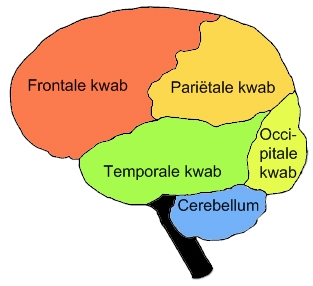 Frontale kwab
Pariëtale kwab
Occi-
pitale
kwab
Temporale kwab
Cerebellum